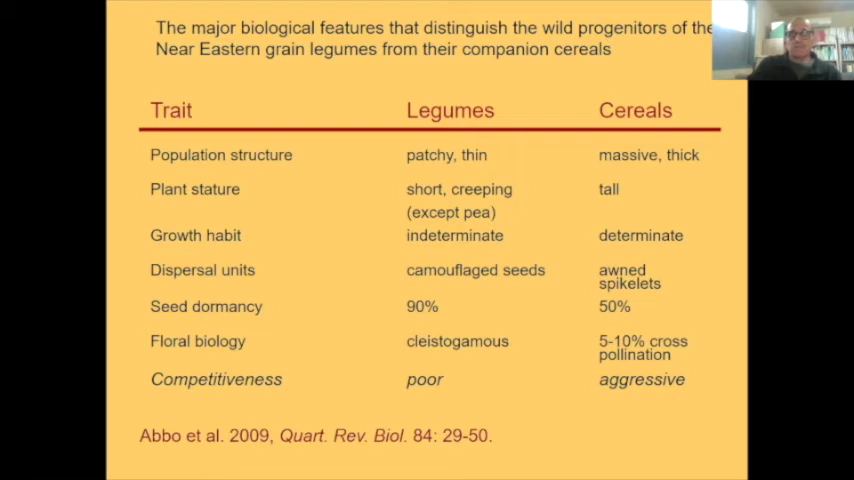 The major biological features that distinguish the wild progenitors of the
Near Eastern grain legumes from their companion cereals
Trait Legumes Cereals
Population structure patchy, thin massive, thick
Plant stature short, creeping tall
(except pea)
Growth habit indeterminate determinate
Dispersal units camouflaged seeds awned
spikelets
Seed dormancy 90% 50%
Floral biology cleistogamous 5-10% cross
pollination
Competitiveness poor aggressive
Abbo et al. 2009, Quart. Rev. Biol. 84: 29-50.